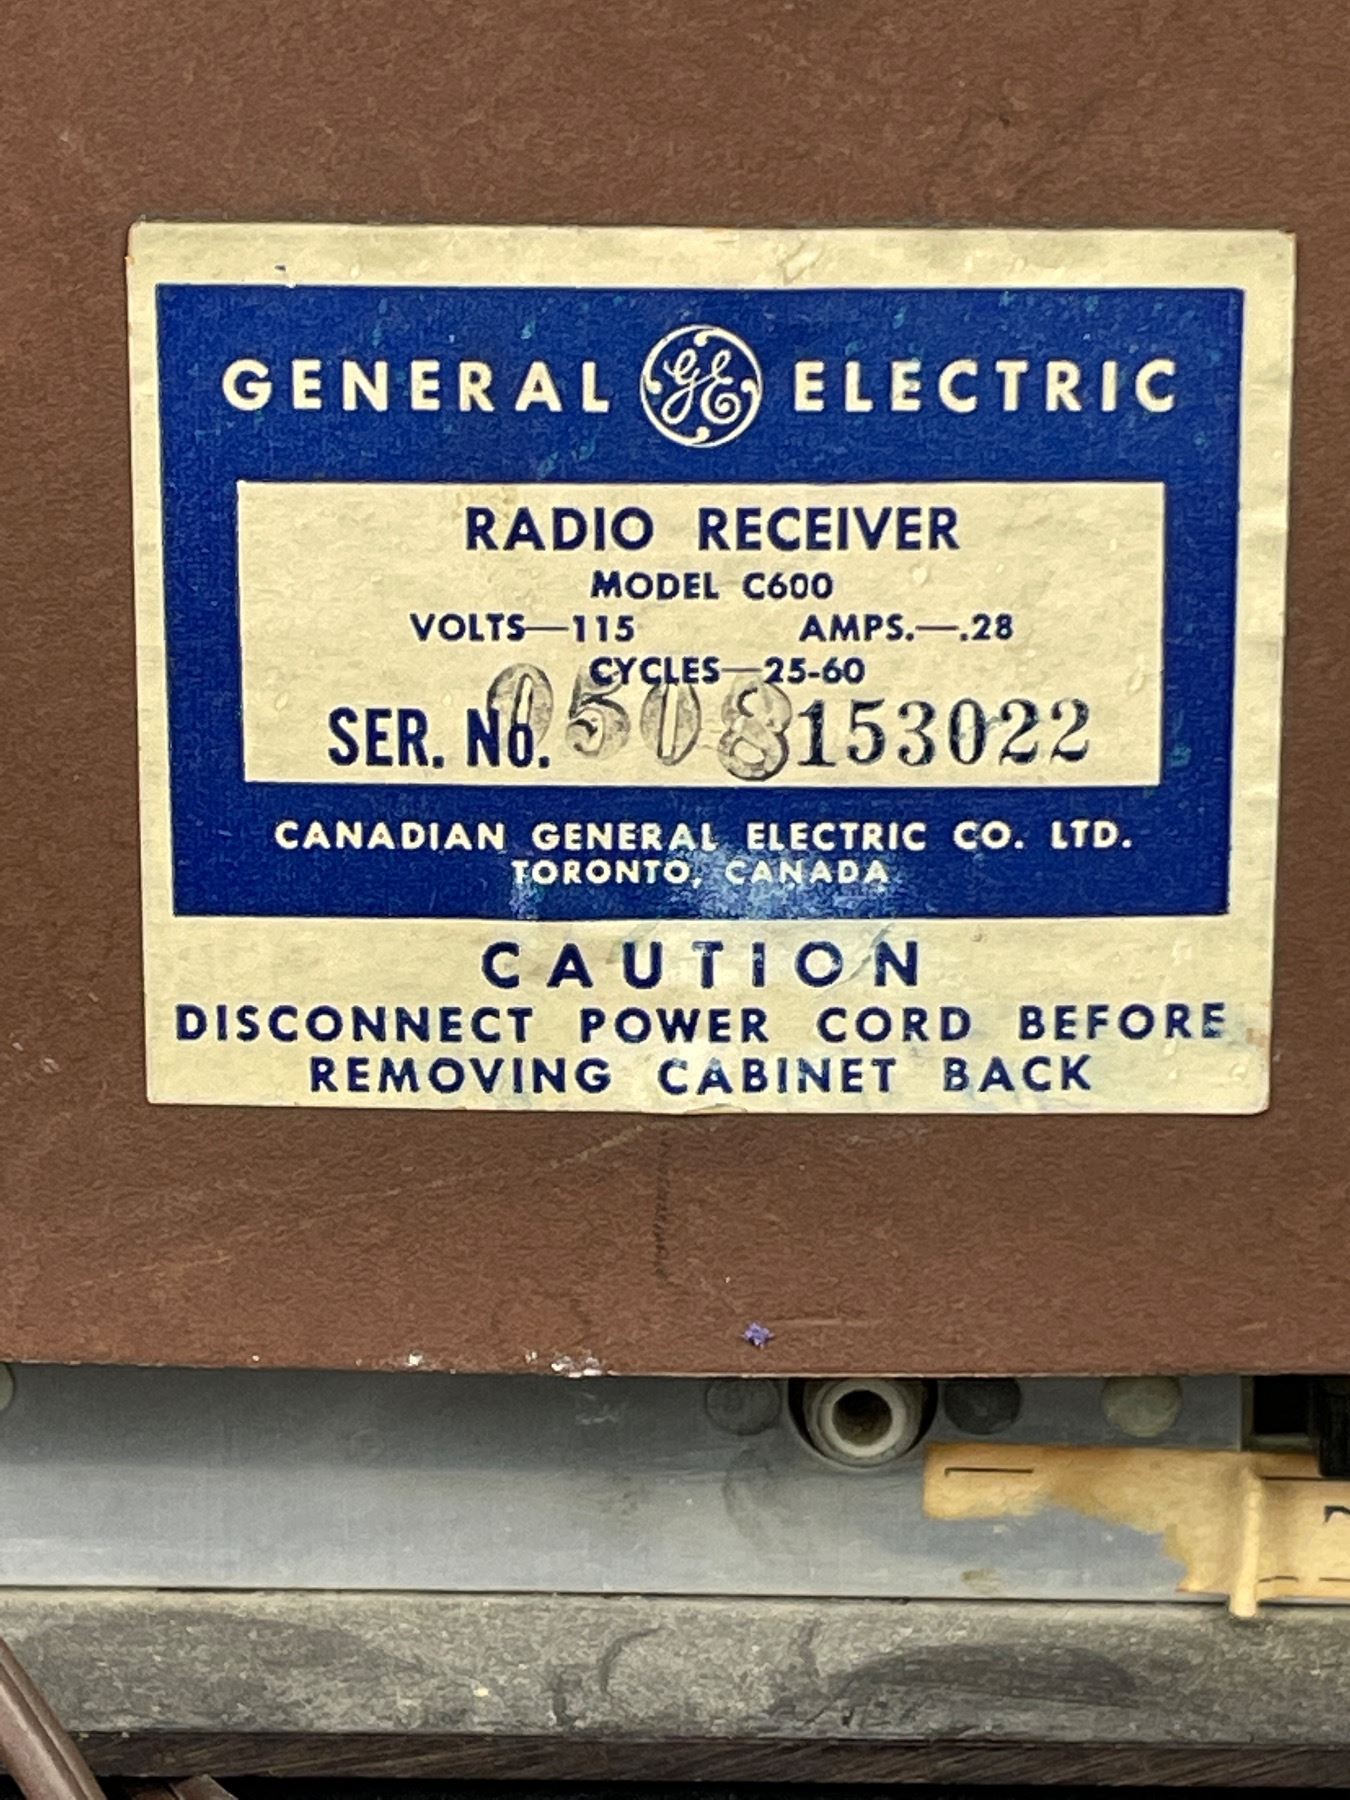 GENERAL GE ELECTRIC
RADIO RECEIVER
MODEL C600
VOLTS—115 AMPS.—.28
CYCLES—25-60
SER. No. 0508153022
CANADIAN GENERAL ELECTRIC CO. LTD.
TORONTO, CANADA
CAUTION
DISCONNECT POWER CORD BEFORE
REMOVING CABINET BACK